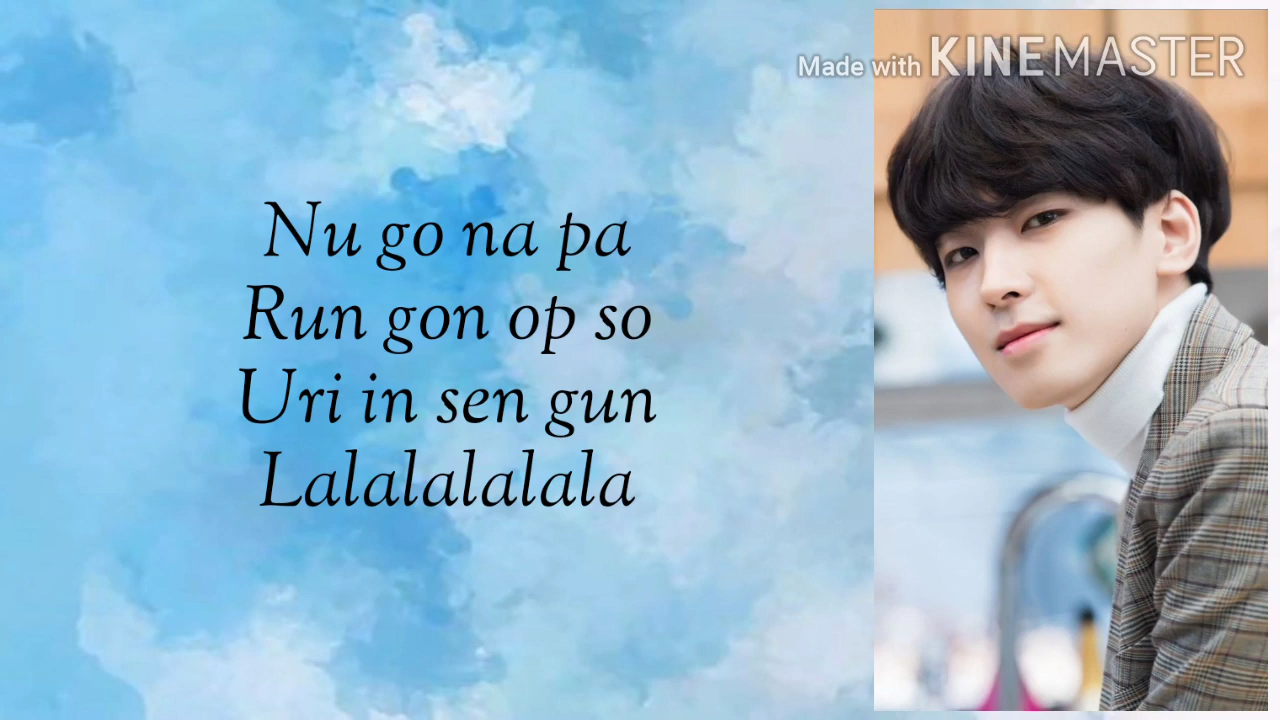 Made with KINEMASTER
Nu go na pa
Run gon op so
Uri in sen gun
Lalalalalala